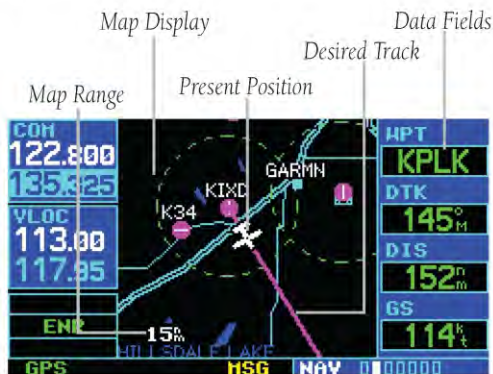 Map Display
Data Fields
Desired Track
Map Range
Present Position
COM
122.800
135.325
VLOC
113.00
117.95
ENR
GPS
K34
KIXD
GARMN
15nm
HILLSDALE LAKE
MSG
NAV
WPT
KPLK
DTK
145°M
DIS
152nm
GS
114kt